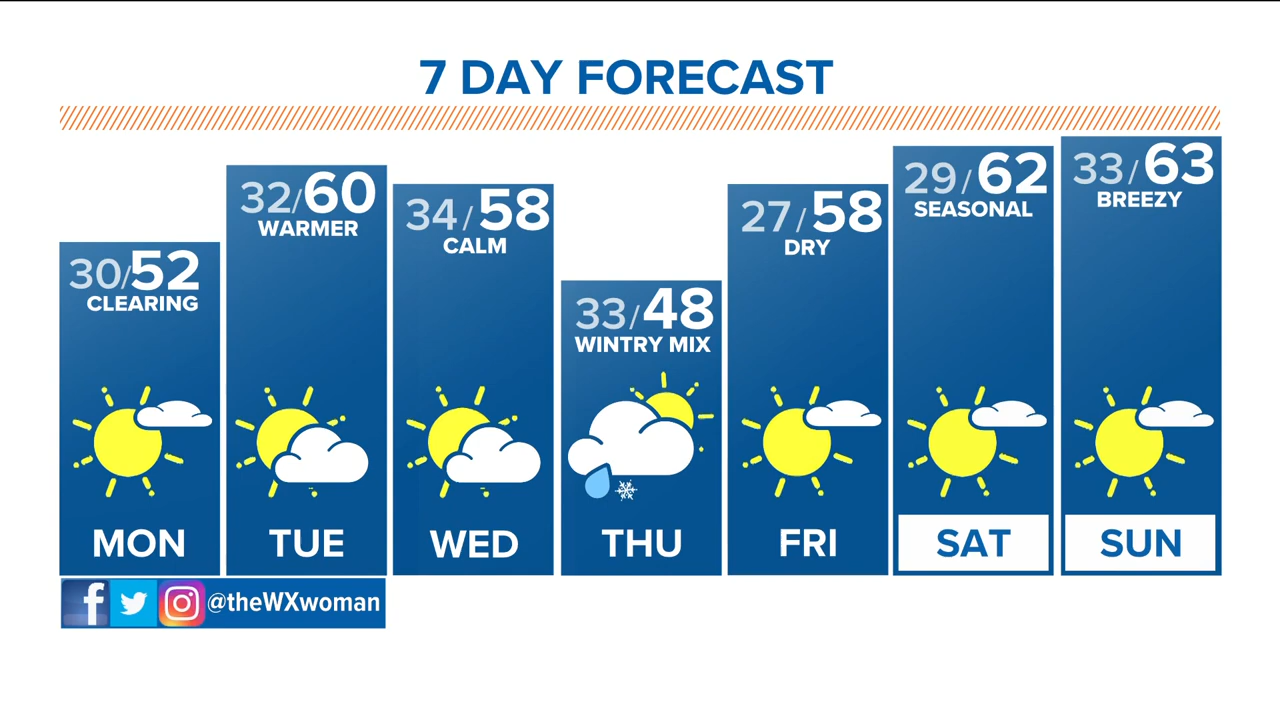 7 DAY FORECAST
30/52
CLEARING
MON
32/60
WARMER
TUE
34/58
CALM
WED
33/48
WINTRY MIX
THU
27/58
DRY
FRI
29/62
SEASONAL
SAT
33/63
BREEZY
SUN
@theWXwoman